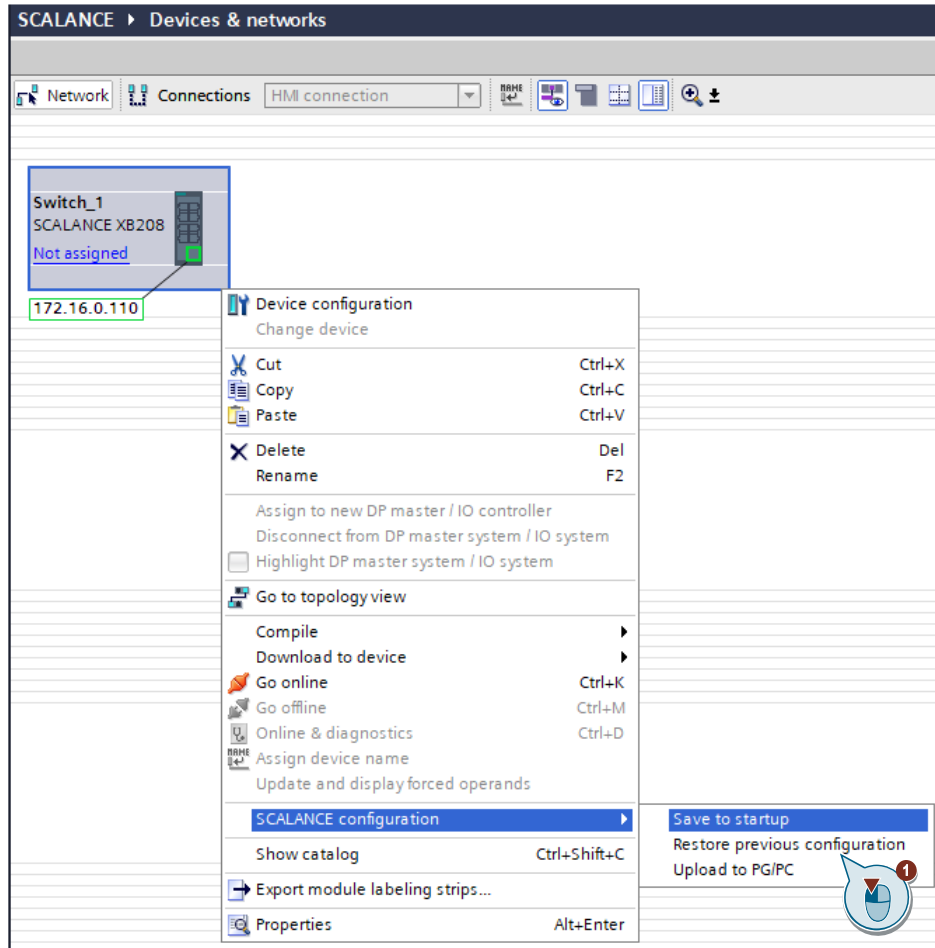 SCALANCE ▸ Devices & networks
Network Connections HMI connection NAME
Switch_1
SCALANCE XB208
Not assigned
172.16.0.110
Device configuration
Change device
Cut Ctrl+X
Copy Ctrl+C
Paste Ctrl+V
Delete Del
Rename F2
Assign to new DP master / IO controller
Disconnect from DP master system / IO system
Highlight DP master system / IO system
Go to topology view
Compile
Download to device
Go online Ctrl+K
Go offline Ctrl+M
Online & diagnostics Ctrl+D
NAME Assign device name
Update and display forced operands
SCALANCE configuration
Save to startup
Restore previous configuration
Upload to PG/PC
1
Show catalog Ctrl+Shift+C
Export module labeling strips...
Properties Alt+Enter